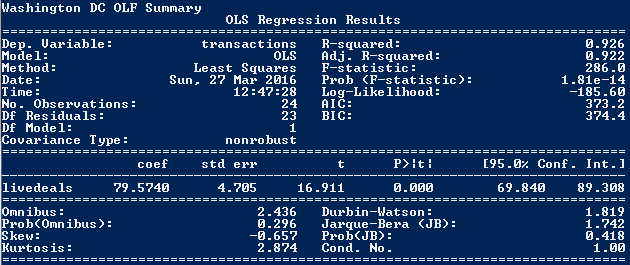 Washington DC OLF Summary
OLS Regression Results
==============================================================================
Dep. Variable: transactions R-squared: 0.926
Model: OLS Adj. R-squared: 0.922
Method: Least Squares F-statistic: 286.0
Date: Sun, 27 Mar 2016 Prob (F-statistic): 1.81e-14
Time: 12:47:28 Log-Likelihood: -185.60
No. Observations: 24 AIC: 373.2
Df Residuals: 23 BIC: 374.4
Df Model: 1
Covariance Type: nonrobust
==============================================================================
coef std err t P>|t| [95.0% Conf. Int.]
------------------------------------------------------------------------------
livedeals 79.5740 4.705 16.911 0.000 69.840 89.308
==============================================================================
Omnibus: 2.436 Durbin-Watson: 1.819
Prob(Omnibus): 0.296 Jarque-Bera (JB): 1.742
Skew: -0.657 Prob(JB): 0.418
Kurtosis: 2.874 Cond. No. 1.00
==============================================================================